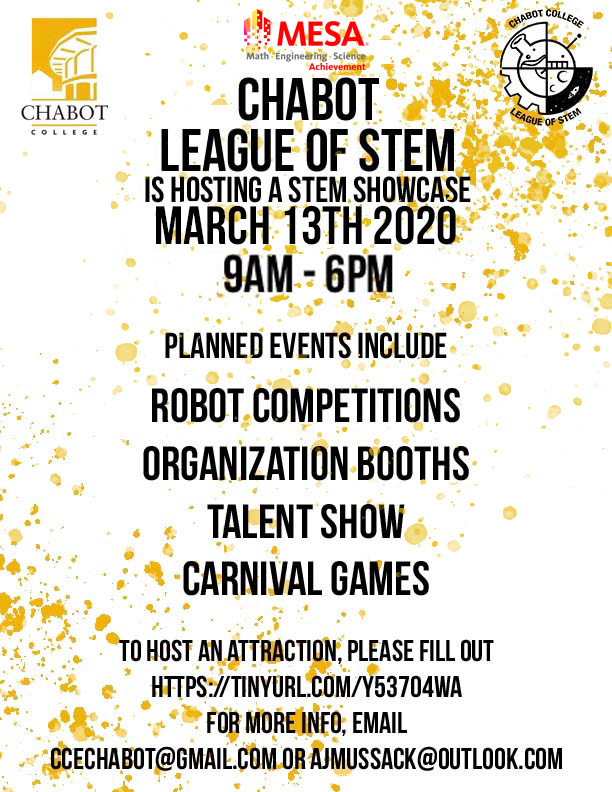 MESA
Math · Engineering · Science
Achievement
CHABOT
COLLEGE
CHABOT COLLEGE
LEAGUE OF STEM
CHABOT
LEAGUE OF STEM
IS HOSTING A STEM SHOWCASE
MARCH 13TH 2020
9AM - 6PM
PLANNED EVENTS INCLUDE
ROBOT COMPETITIONS
ORGANIZATION BOOTHS
TALENT SHOW
CARNIVAL GAMES
TO HOST AN ATTRACTION, PLEASE FILL OUT
HTTPS://TINYURL.COM/Y53704WA
FOR MORE INFO, EMAIL
CCECHABOT@GMAIL.COM OR AJMUSSACK@OUTLOOK.COM